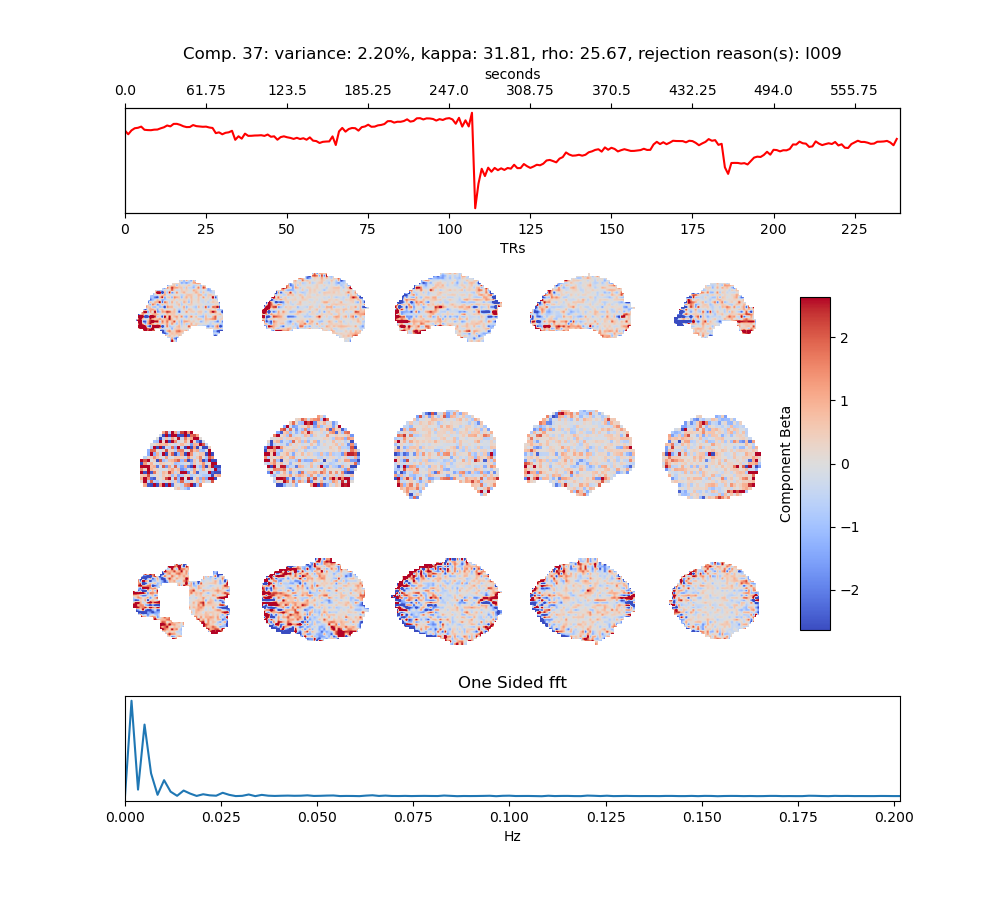 Comp. 37: variance: 2.20%, kappa: 31.81, rho: 25.67, rejection reason(s): I009
seconds
0.0 61.75 123.5 185.25 247.0 308.75 370.5 432.25 494.0 555.75
0 25 50 75 100 125 150 175 200 225
TRs
2
1
0
−1
−2
Component Beta
One Sided fft
0.000 0.025 0.050 0.075 0.100 0.125 0.150 0.175 0.200
Hz